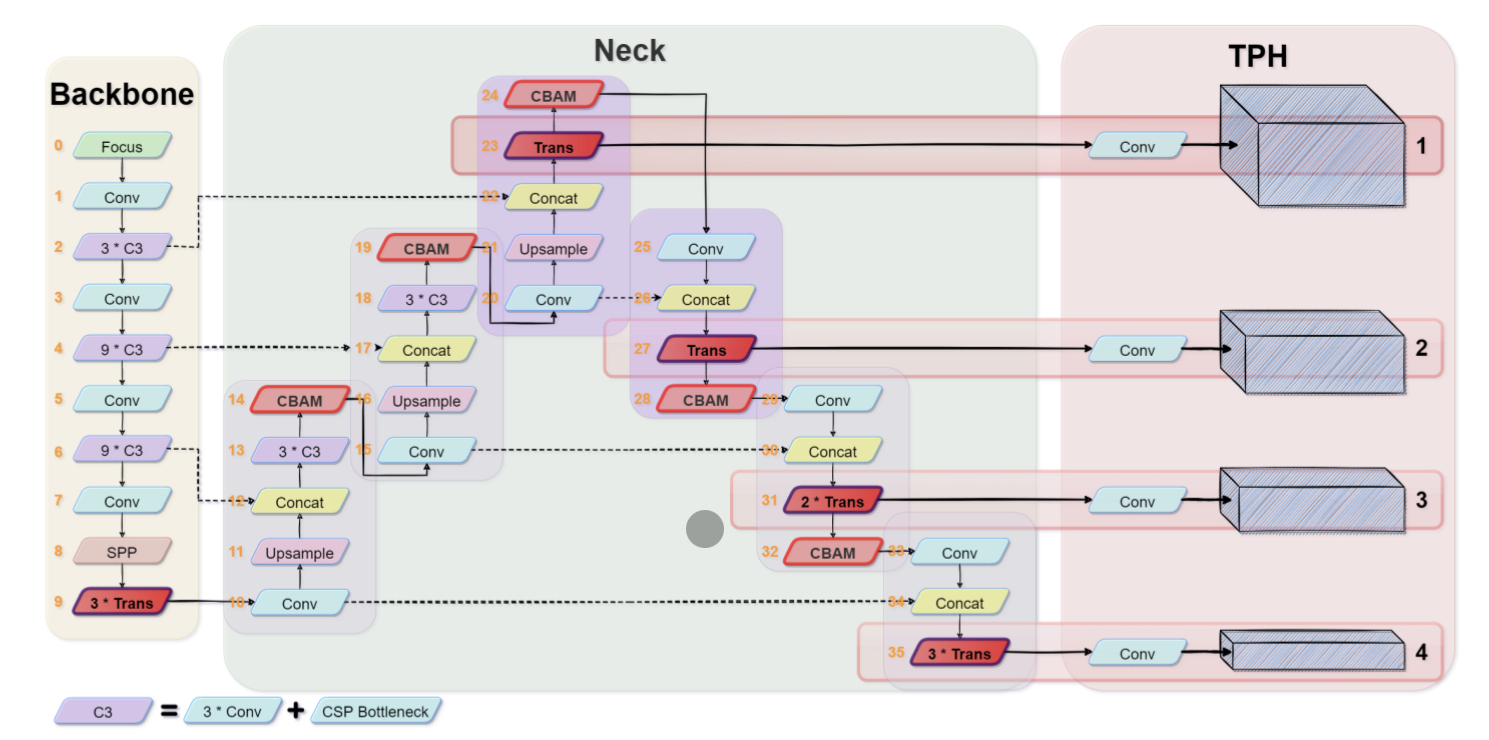 Neck
TPH
Backbone
0 Focus
1 Conv
2 3 * C3
3 Conv
4 9 * C3
5 Conv
6 9 * C3
7 Conv
8 SPP
9 3 * Trans
10 Conv
11 Upsample
12 Concat
13 3 * C3
14 CBAM
15 Conv
16 Upsample
17 Concat
18 3 * C3
19 CBAM
20 Conv
21 Upsample
22 Concat
23 Trans
24 CBAM
25 Conv
26 Concat
27 Trans
28 CBAM
29 Conv
30 Concat
31 2 * Trans
32 CBAM
33 Conv
34 Concat
35 3 * Trans
Conv 1
Conv 2
Conv 3
Conv 4
C3 = 3 * Conv + CSP Bottleneck